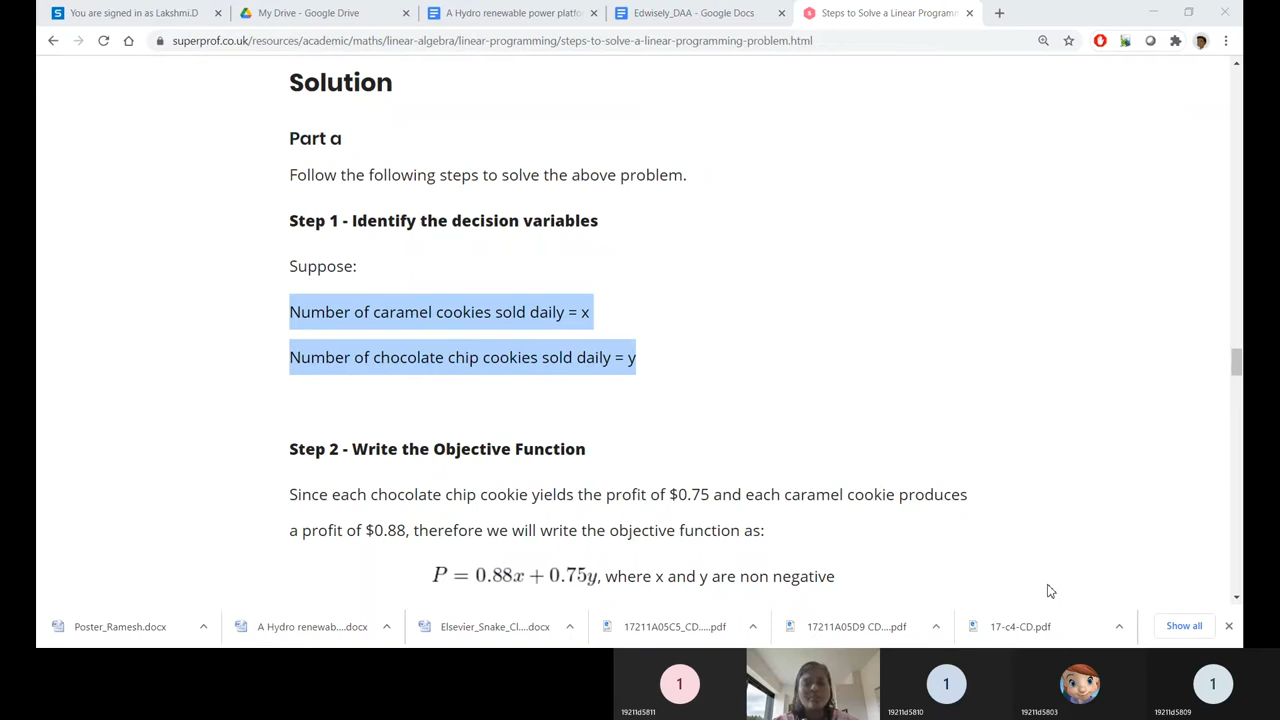 You are signed in as Lakshmi.D
My Drive - Google Drive
A Hydro renewable power platfo
Edwisely_DAA - Google Docs
Steps to Solve a Linear Programm
superprof.co.uk/resources/academic/maths/linear-algebra/linear-programming/steps-to-solve-a-linear-programming-problem.html
Solution
Part a
Follow the following steps to solve the above problem.
Step 1 - Identify the decision variables
Suppose:
Number of caramel cookies sold daily = x
Number of chocolate chip cookies sold daily = y
Step 2 - Write the Objective Function
Since each chocolate chip cookie yields the profit of $0.75 and each caramel cookie produces
a profit of $0.88, therefore we will write the objective function as:
P = 0.88x + 0.75y, where x and y are non negative
Poster_Ramesh.docx
A Hydro renewab....docx
Elsevier_Snake_Cl....docx
17211A05C5_CD.....pdf
17211A05D9 CD....pdf
17-c4-CD.pdf
Show all
1
1
1
19211d5811
19211d5810
19211d5803
19211d5809